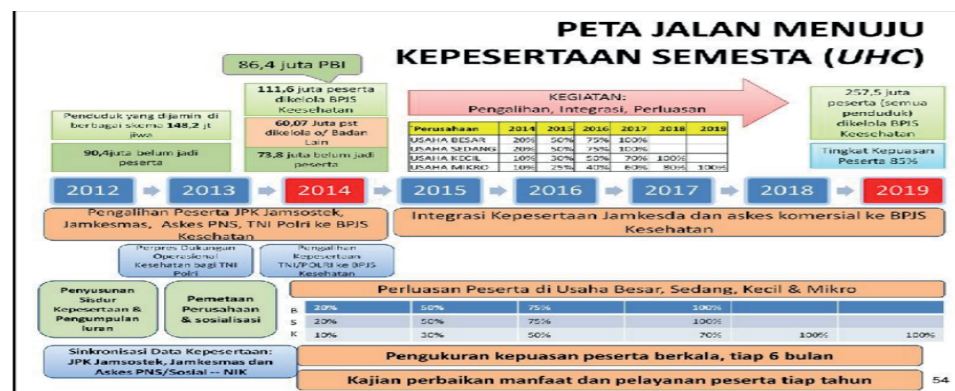 PETA JALAN MENUJU
KEPESERTAAN SEMESTA (UHC)
86,4 juta PBI
111,6 juta peserta
dikelola BPJS
Keesehatan
60,07 Juta pst
dikelola o/ Badan
Lain
73,8 juta belum jadi
peserta
Penduduk yang dijamin di
berbagai skema 148,2 jt
jiwa
90,4juta belum jadi
peserta
KEGIATAN:
Pengalihan, Integrasi, Perluasan
Perusahaan 2014 2015 2016 2017 2018 2019
USAHA BESAR 20% 50% 75% 100%
USAHA SEDANG 20% 50% 75% 100%
USAHA KECIL 10% 30% 50% 70% 100%
USAHA MIKRO 10% 25% 40% 60% 80% 100%
257,5 juta
peserta (semua
penduduk)
dikelola BPJS
Keesehatan
Tingkat Kepuasan
Peserta 85%
2012 2013 2014 2015 2016 2017 2018 2019
Pengalihan Peserta JPK Jamsostek,
Jamkesmas, Askes PNS, TNI Polri ke BPJS
Kesehatan
Integrasi Kepesertaan Jamkesda dan askes komersial ke BPJS
Kesehatan
Perpres Dukungan
Operasional
Kesehatan bagi TNI
Polri
Pengalihan
Kepesertaan
TNI/POLRI ke BPJS
Kesehatan
Penyusunan
Sisdur
Kepesertaan &
Pengumpulan
Iuran
Pemetaan
Perusahaan
& sosialisasi
Perluasan Peserta di Usaha Besar, Sedang, Kecil & Mikro
B 20% 50% 75% 100%
S 20% 50% 75% 100%
K 10% 30% 50% 70% 100% 100%
Sinkronisasi Data Kepesertaan:
JPK Jamsostek, Jamkesmas dan
Askes PNS/Sosial -- NIK
Pengukuran kepuasan peserta berkala, tiap 6 bulan
Kajian perbaikan manfaat dan pelayanan peserta tiap tahun
54